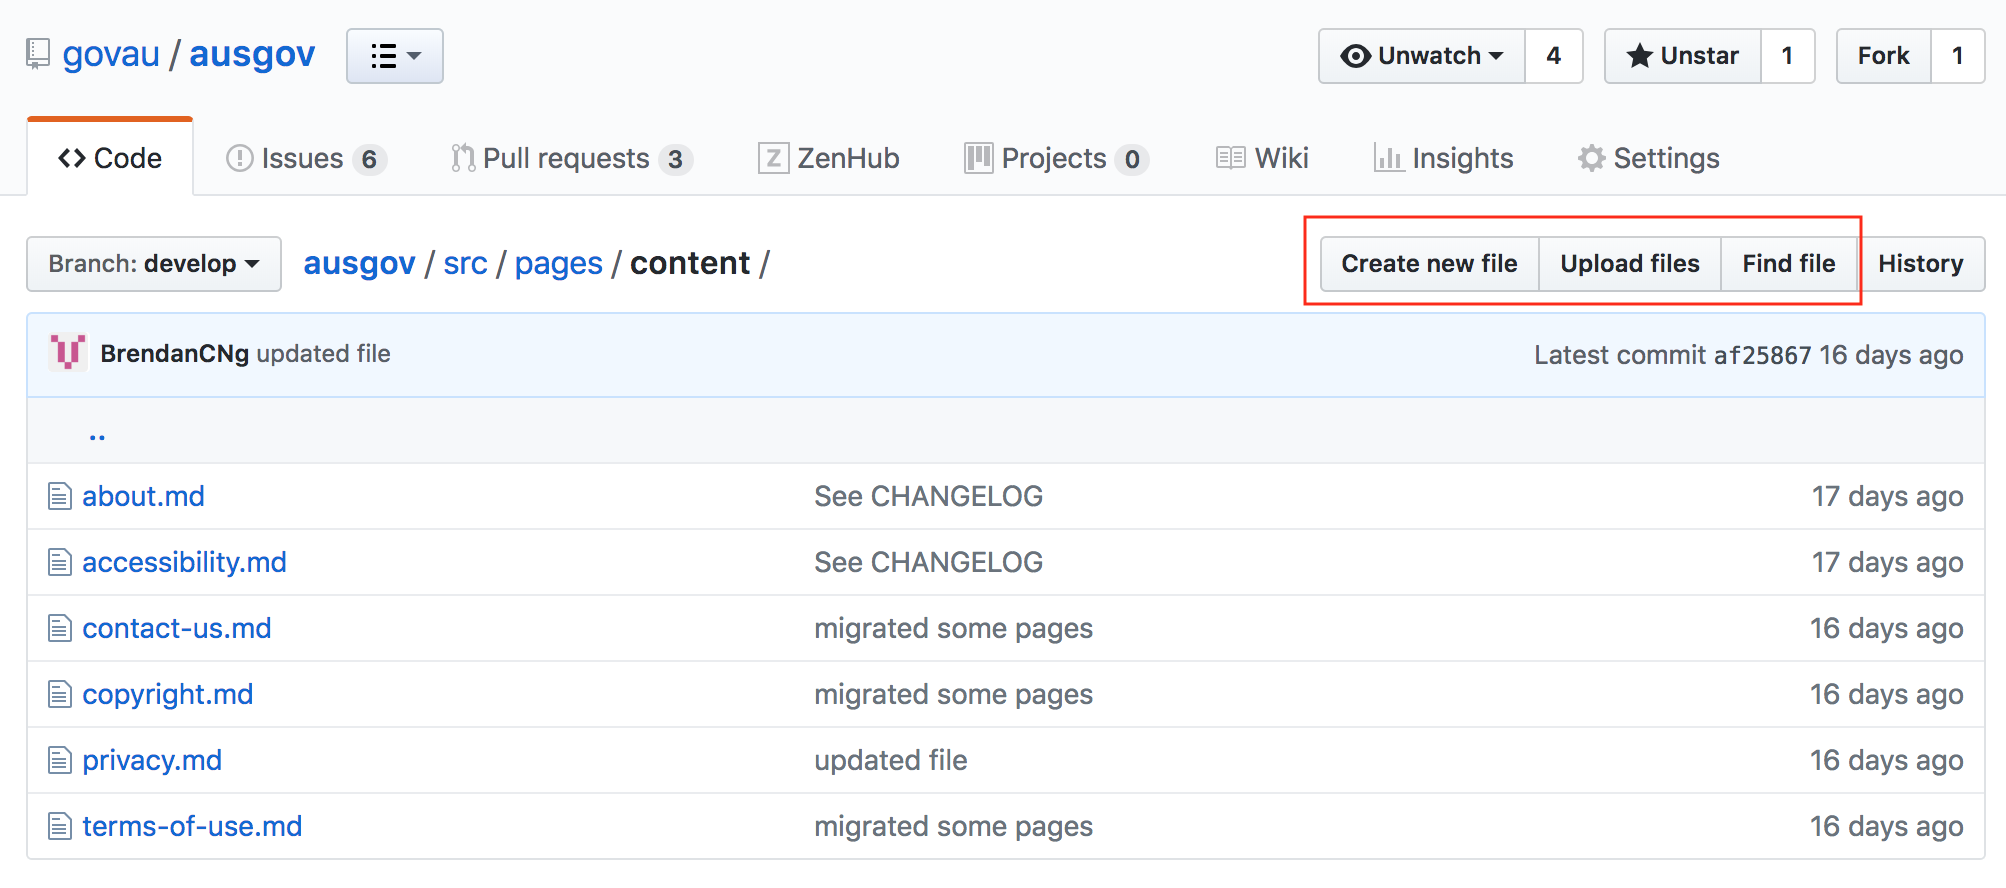 govau / ausgov Unwatch 4 Unstar 1 Fork 1
Code Issues 6 Pull requests 3 Z ZenHub Projects 0 Wiki Insights Settings
Branch: develop ausgov / src / pages / content / Create new file Upload files Find file History
BrendanCNg updated file Latest commit af25867 16 days ago
..
about.md See CHANGELOG 17 days ago
accessibility.md See CHANGELOG 17 days ago
contact-us.md migrated some pages 16 days ago
copyright.md migrated some pages 16 days ago
privacy.md updated file 16 days ago
terms-of-use.md migrated some pages 16 days ago